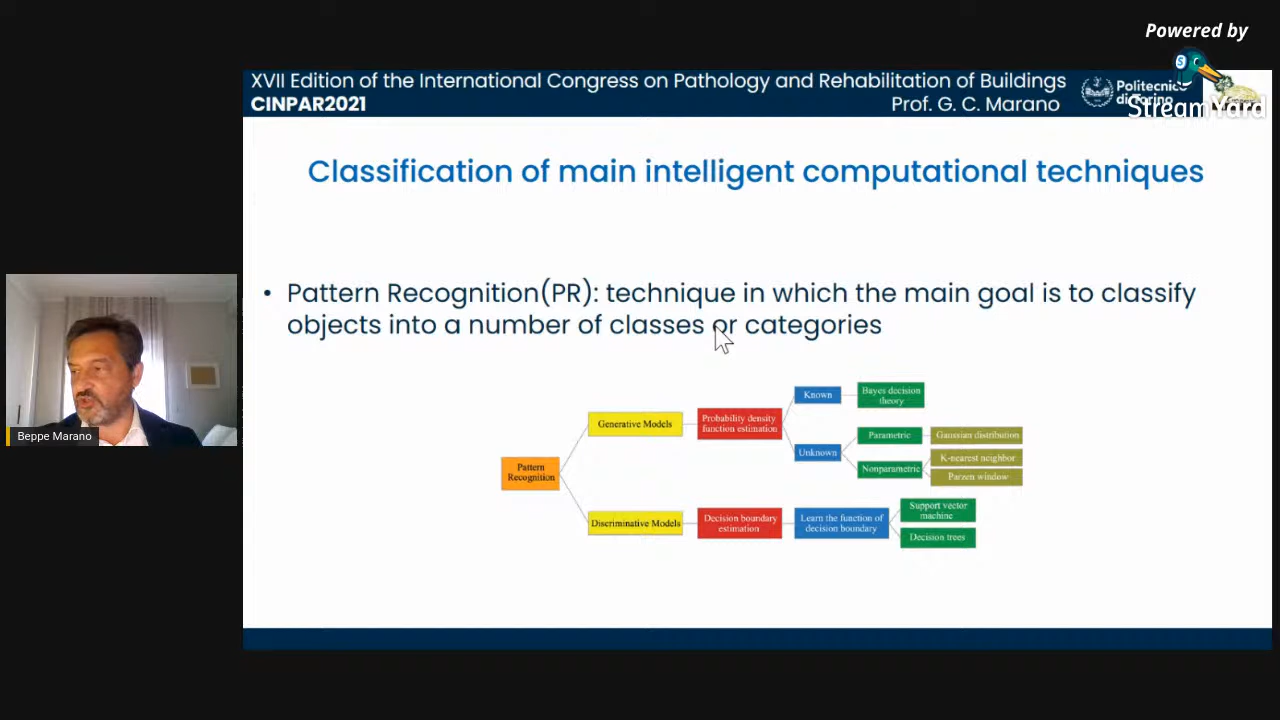 Powered by
StreamYard
XVII Edition of the International Congress on Pathology and Rehabilitation of Buildings
CINPAR2021
Prof. G. C. Marano
Politecnico
di Torino
Classification of main intelligent computational techniques
• Pattern Recognition(PR): technique in which the main goal is to classify
objects into a number of classes or categories
Pattern
Recognition
Generative Models
Probability density
function estimation
Known
Bayes decision
theory
Unknown
Parametric
Gaussian distribution
Nonparametric
K-nearest neighbor
Parzen window
Discriminative Models
Decision boundary
estimation
Learn the function of
decision boundary
Support vector
machine
Decision trees
Beppe Marano